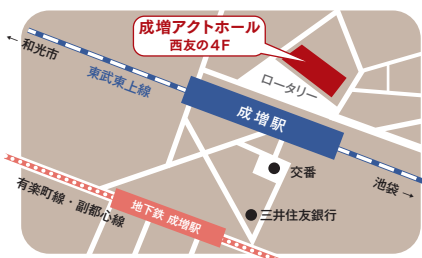 成増アクトホール
西友の4F
← 和光市
東武東上線
ロータリー
成増駅
交番
池袋 →
有楽町線・副都心線
地下鉄 成増駅
三井住友銀行